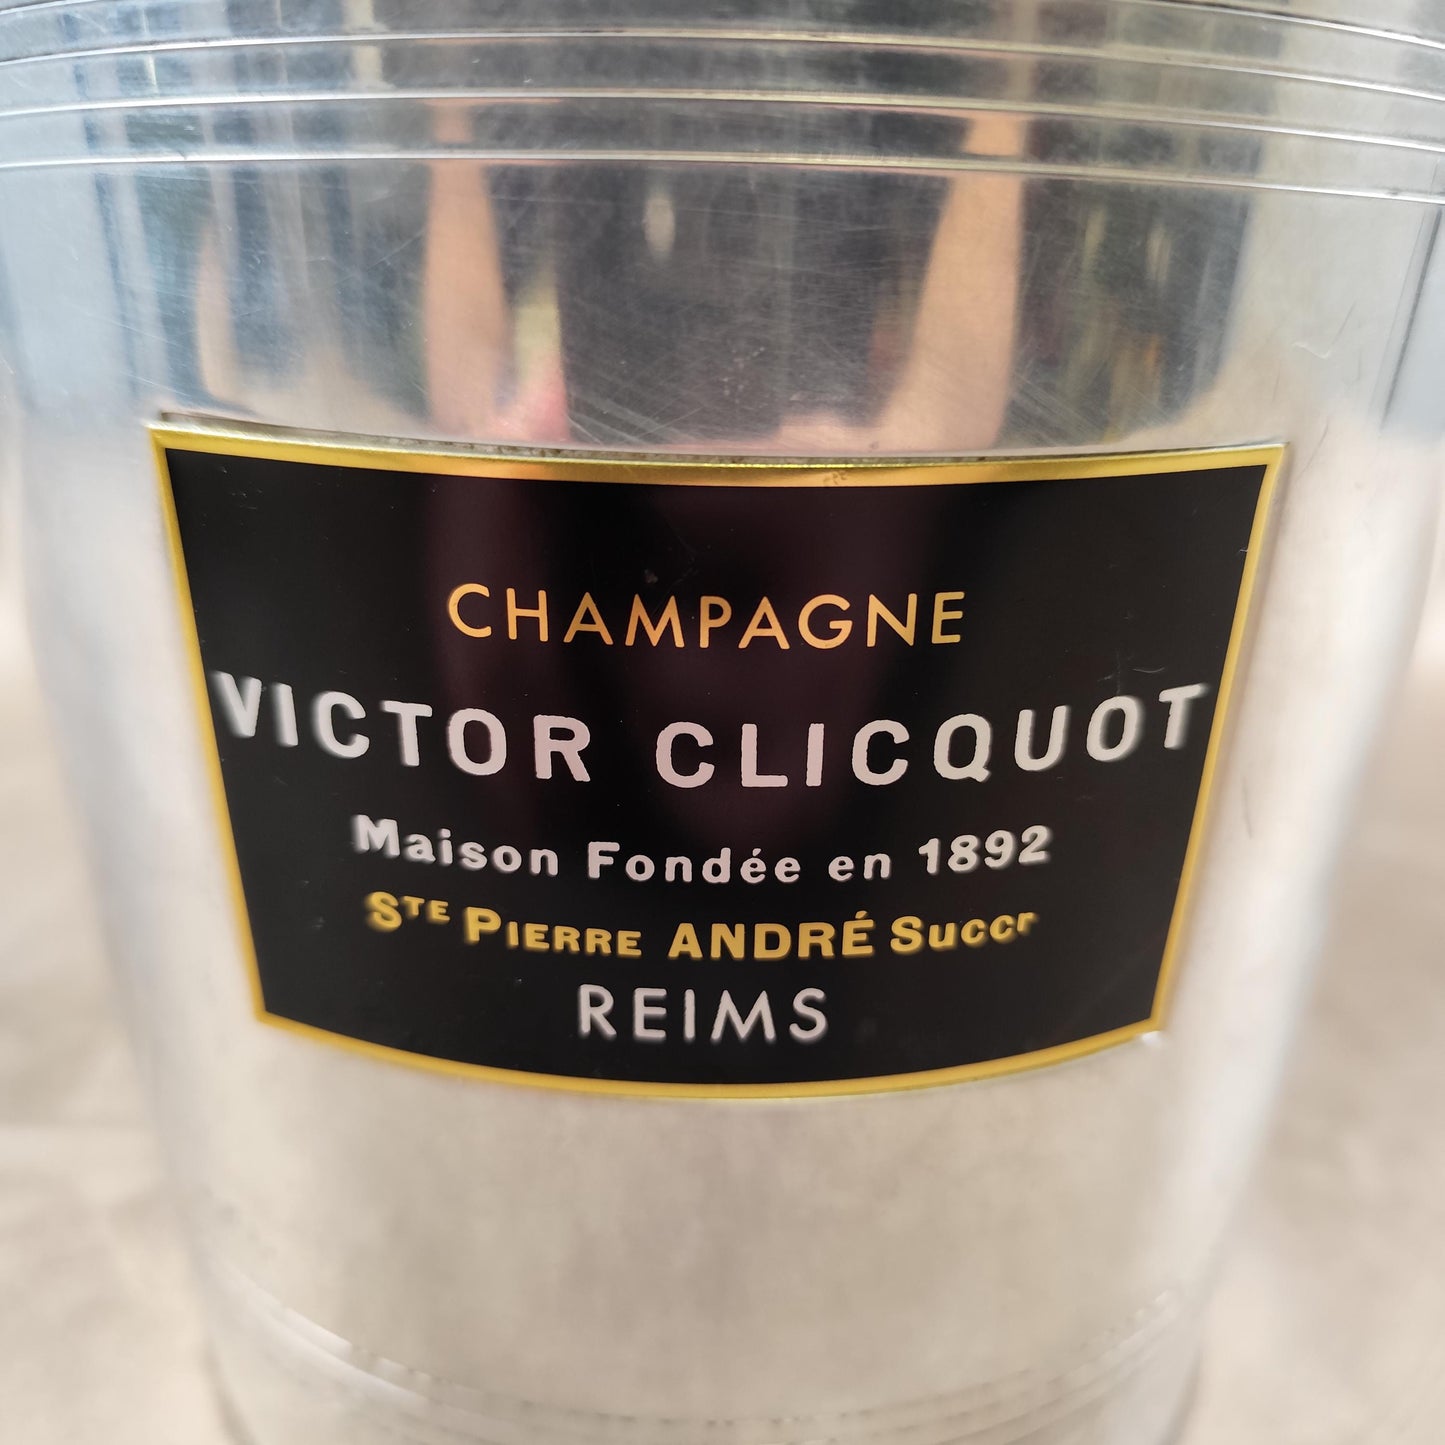 CHAMPAGNE
VICTOR CLICQUOT
Maison Fondée en 1892
STE PIERRE ANDRÉ Succr
REIMS